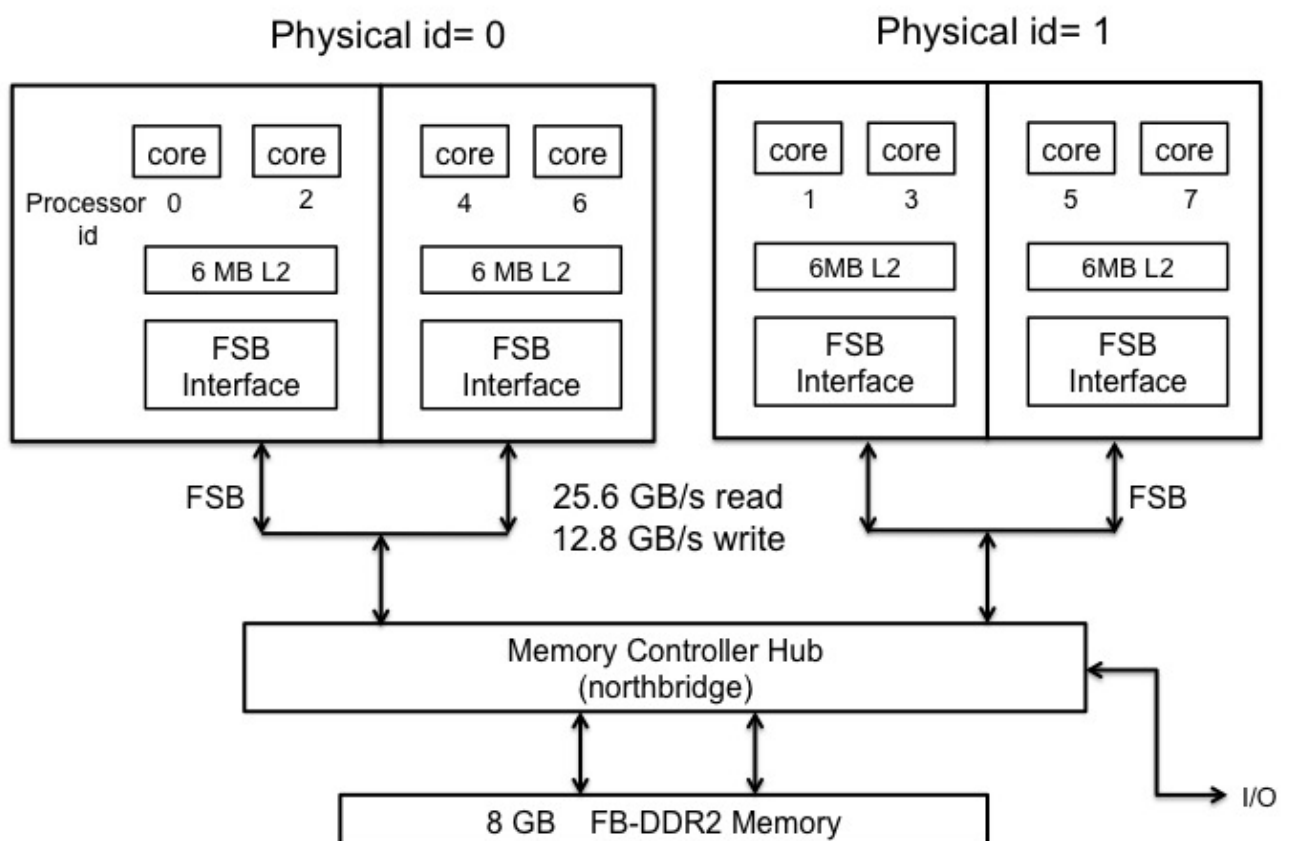 Physical id= 0
Physical id= 1
core core core core
core core core core
Processor id
0 2 4 6
1 3 5 7
6 MB L2
6 MB L2
6MB L2
6MB L2
FSB
Interface
FSB
Interface
FSB
Interface
FSB
Interface
FSB
25.6 GB/s read
12.8 GB/s write
FSB
Memory Controller Hub
(northbridge)
I/O
8 GB FB-DDR2 Memory